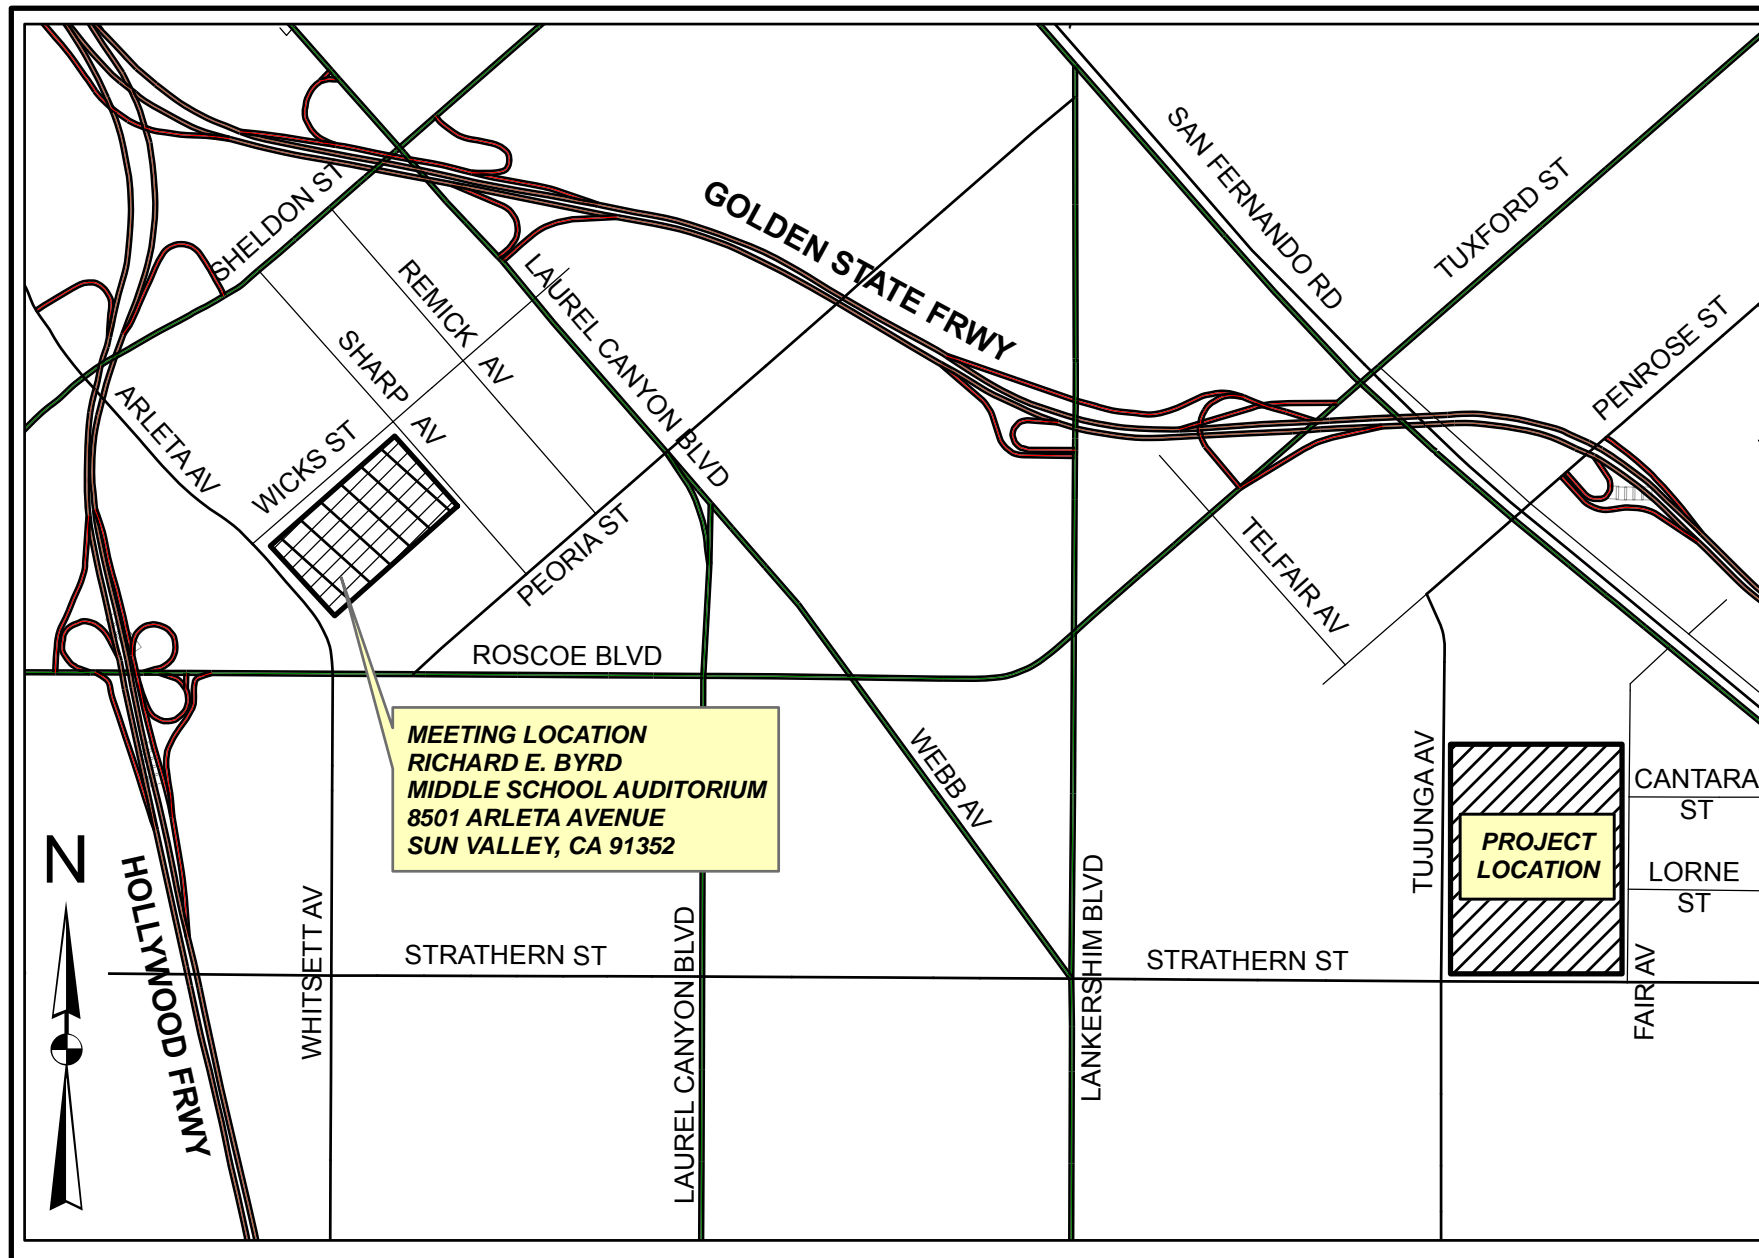 SAN FERNANDO RD
TUXFORD ST
SHELDON ST
GOLDEN STATE FRWY
REMICK AV
LAUREL CANYON BLVD
PENROSE ST
SHARP AV
ARLETA AV
WICKS ST
PEORIA ST
TELFAIR AV
ROSCOE BLVD
MEETING LOCATION
RICHARD E. BYRD
MIDDLE SCHOOL AUDITORIUM
8501 ARLETA AVENUE
SUN VALLEY, CA 91352
WEBB AV
TUJUNGA AV
CANTARA
ST
PROJECT
LOCATION
LORNE
ST
N
HOLLYWOOD FRWY
WHITSETT AV
STRATHERN ST
LAUREL CANYON BLVD
LANKERSHIM BLVD
STRATHERN ST
FAIR AV